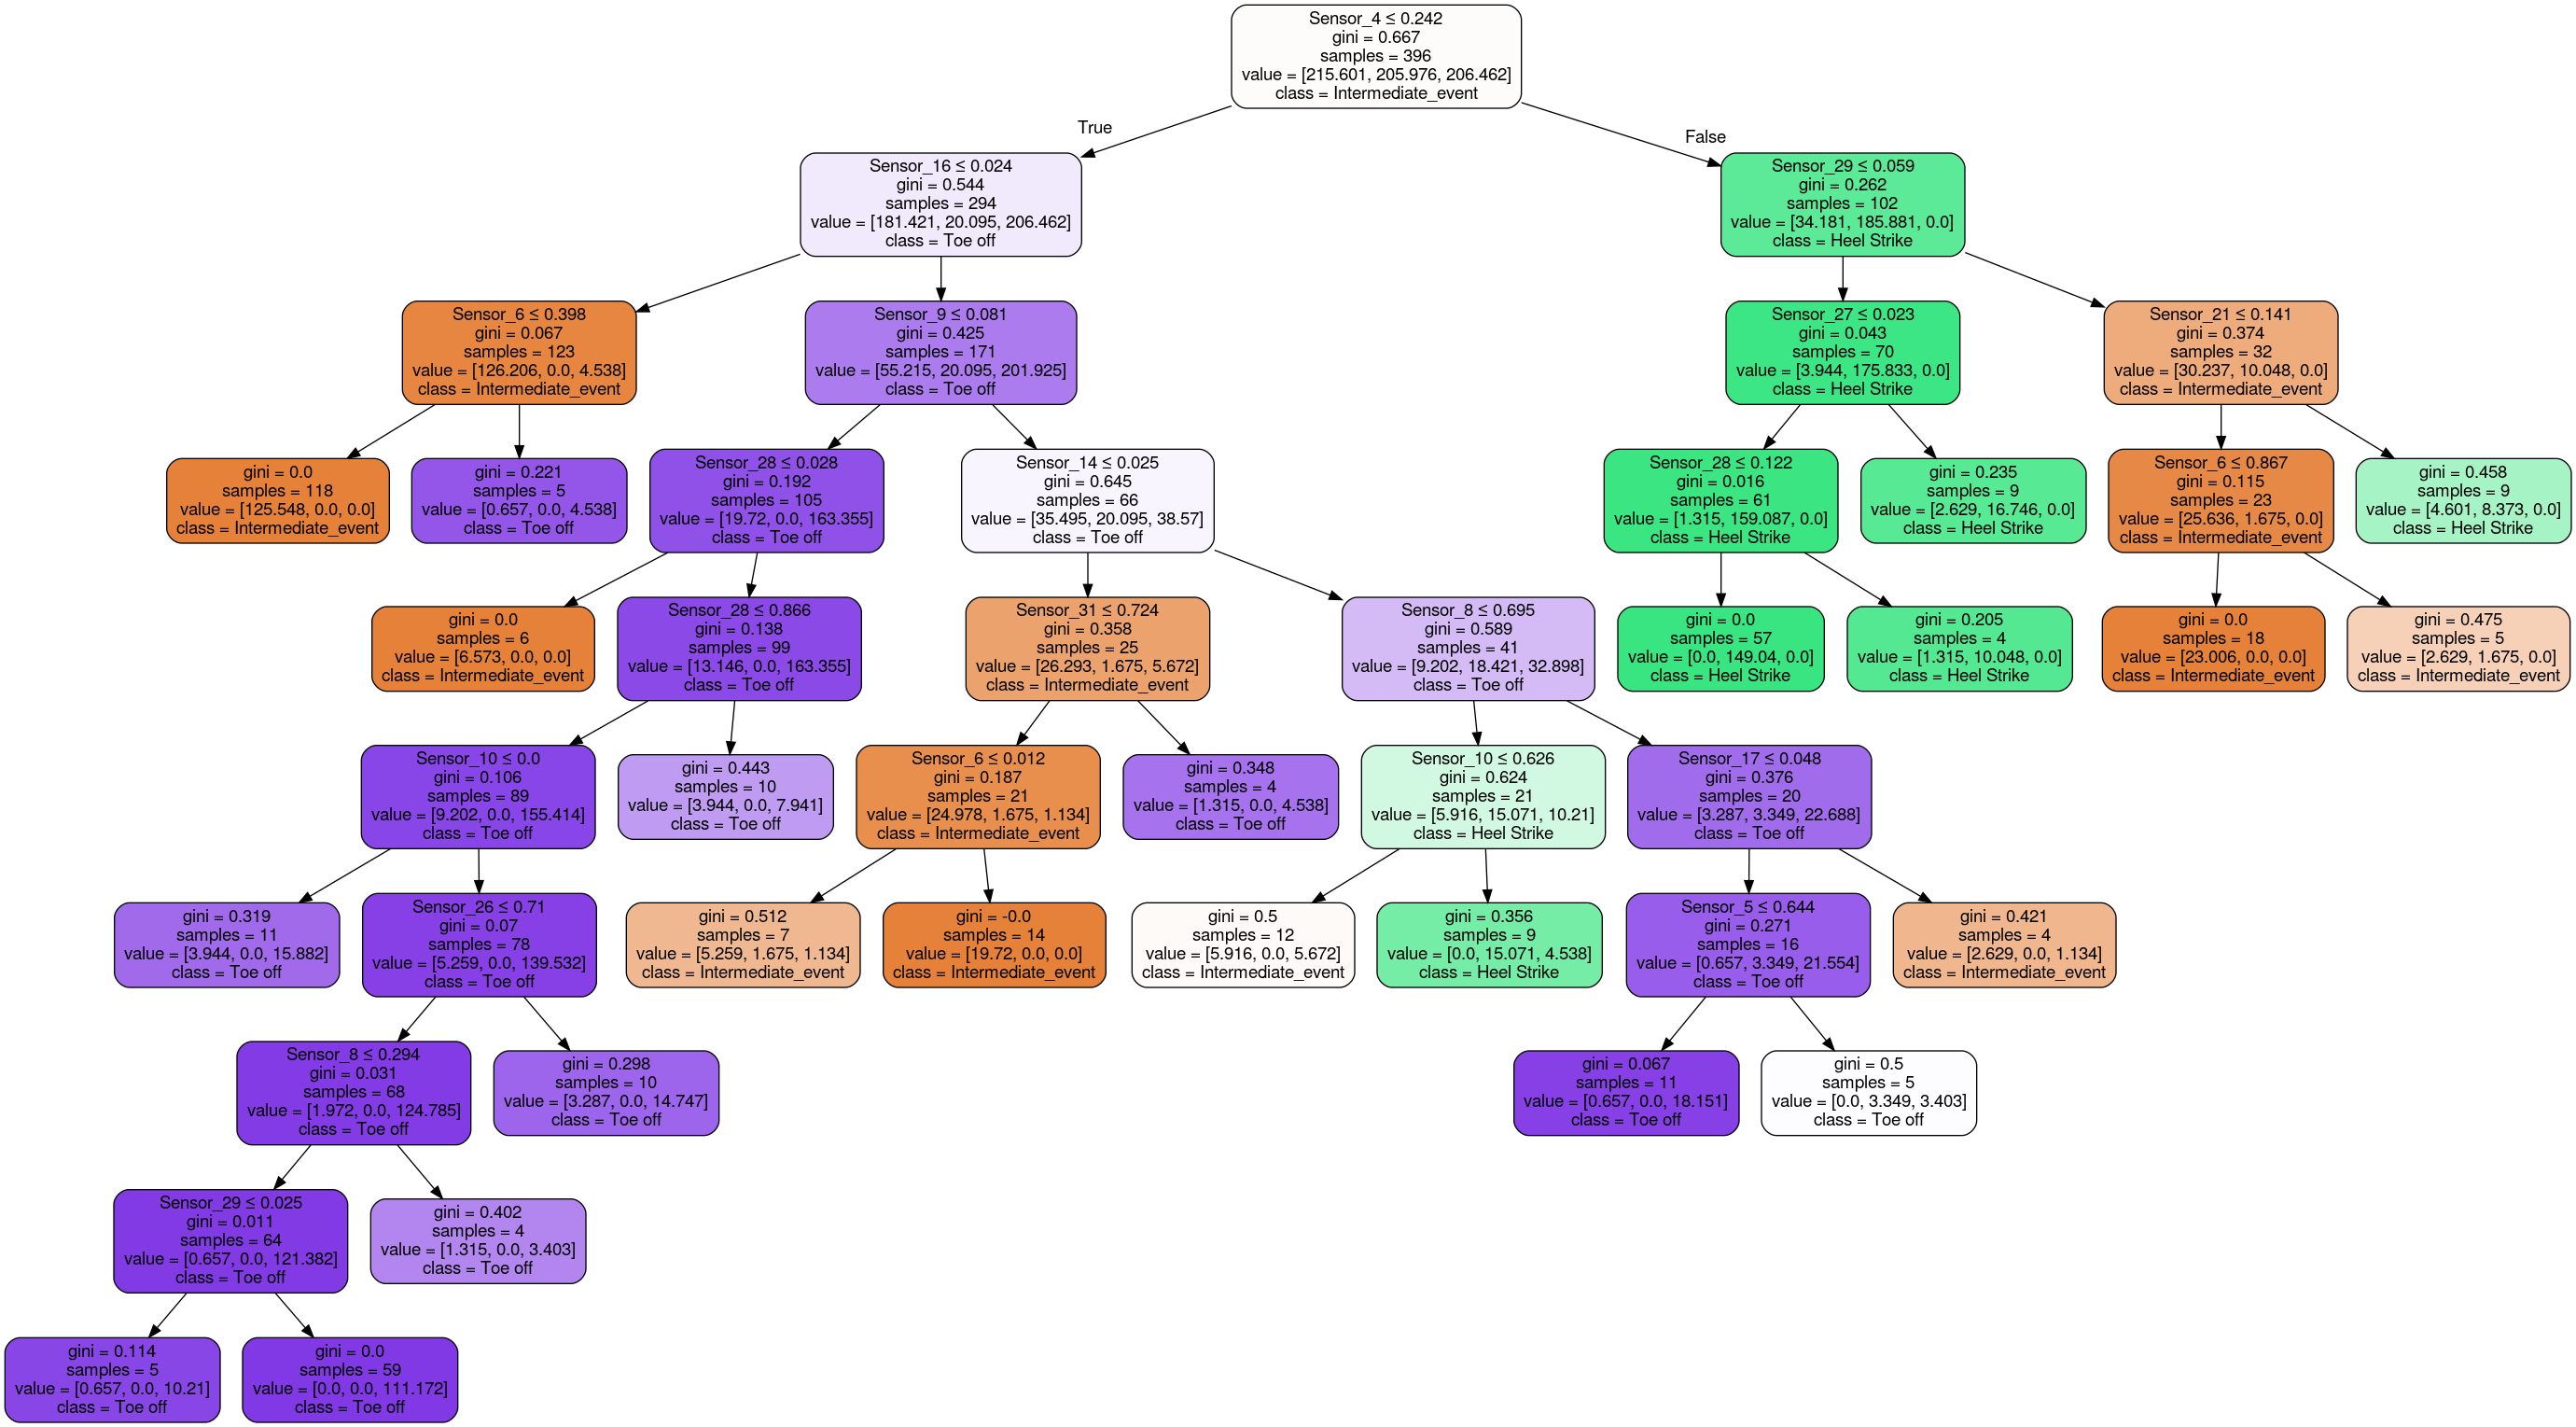 Sensor_4 ≤ 0.242
gini = 0.667
samples = 396
value = [215.601, 205.976, 206.462]
class = Intermediate_event
True
False
Sensor_16 ≤ 0.024
gini = 0.544
samples = 294
value = [181.421, 20.095, 206.462]
class = Toe off
Sensor_29 ≤ 0.059
gini = 0.262
samples = 102
value = [34.181, 185.881, 0.0]
class = Heel Strike
Sensor_6 ≤ 0.398
gini = 0.067
samples = 123
value = [126.206, 0.0, 4.538]
class = Intermediate_event
Sensor_9 ≤ 0.081
gini = 0.425
samples = 171
value = [55.215, 20.095, 201.925]
class = Toe off
Sensor_27 ≤ 0.023
gini = 0.043
samples = 70
value = [3.944, 175.833, 0.0]
class = Heel Strike
Sensor_21 ≤ 0.141
gini = 0.374
samples = 32
value = [30.237, 10.048, 0.0]
class = Intermediate_event
gini = 0.0
samples = 118
value = [125.548, 0.0, 0.0]
class = Intermediate_event
gini = 0.221
samples = 5
value = [0.657, 0.0, 4.538]
class = Toe off
Sensor_28 ≤ 0.028
gini = 0.192
samples = 105
value = [19.72, 0.0, 163.355]
class = Toe off
Sensor_14 ≤ 0.025
gini = 0.645
samples = 66
value = [35.495, 20.095, 38.57]
class = Toe off
Sensor_28 ≤ 0.122
gini = 0.016
samples = 61
value = [1.315, 159.087, 0.0]
class = Heel Strike
gini = 0.235
samples = 9
value = [2.629, 16.746, 0.0]
class = Heel Strike
Sensor_6 ≤ 0.867
gini = 0.115
samples = 23
value = [25.636, 1.675, 0.0]
class = Intermediate_event
gini = 0.458
samples = 9
value = [4.601, 8.373, 0.0]
class = Heel Strike
gini = 0.0
samples = 6
value = [6.573, 0.0, 0.0]
class = Intermediate_event
Sensor_28 ≤ 0.866
gini = 0.138
samples = 99
value = [13.146, 0.0, 163.355]
class = Toe off
Sensor_31 ≤ 0.724
gini = 0.358
samples = 25
value = [26.293, 1.675, 5.672]
class = Intermediate_event
Sensor_8 ≤ 0.695
gini = 0.589
samples = 41
value = [9.202, 18.421, 32.898]
class = Toe off
gini = 0.0
samples = 57
value = [0.0, 149.04, 0.0]
class = Heel Strike
gini = 0.205
samples = 4
value = [1.315, 10.048, 0.0]
class = Heel Strike
gini = 0.0
samples = 18
value = [23.006, 0.0, 0.0]
class = Intermediate_event
gini = 0.475
samples = 5
value = [2.629, 1.675, 0.0]
class = Intermediate_event
Sensor_10 ≤ 0.0
gini = 0.106
samples = 89
value = [9.202, 0.0, 155.414]
class = Toe off
gini = 0.443
samples = 10
value = [3.944, 0.0, 7.941]
class = Toe off
Sensor_6 ≤ 0.012
gini = 0.187
samples = 21
value = [24.978, 1.675, 1.134]
class = Intermediate_event
gini = 0.348
samples = 4
value = [1.315, 0.0, 4.538]
class = Toe off
Sensor_10 ≤ 0.626
gini = 0.624
samples = 21
value = [5.916, 15.071, 10.21]
class = Heel Strike
Sensor_17 ≤ 0.048
gini = 0.376
samples = 20
value = [3.287, 3.349, 22.688]
class = Toe off
gini = 0.319
samples = 11
value = [3.944, 0.0, 15.882]
class = Toe off
Sensor_26 ≤ 0.71
gini = 0.07
samples = 78
value = [5.259, 0.0, 139.532]
class = Toe off
gini = 0.512
samples = 7
value = [5.259, 1.675, 1.134]
class = Intermediate_event
gini = -0.0
samples = 14
value = [19.72, 0.0, 0.0]
class = Intermediate_event
gini = 0.5
samples = 12
value = [5.916, 0.0, 5.672]
class = Intermediate_event
gini = 0.356
samples = 9
value = [0.0, 15.071, 4.538]
class = Heel Strike
Sensor_5 ≤ 0.644
gini = 0.271
samples = 16
value = [0.657, 3.349, 21.554]
class = Toe off
gini = 0.421
samples = 4
value = [2.629, 0.0, 1.134]
class = Intermediate_event
Sensor_8 ≤ 0.294
gini = 0.031
samples = 68
value = [1.972, 0.0, 124.785]
class = Toe off
gini = 0.298
samples = 10
value = [3.287, 0.0, 14.747]
class = Toe off
gini = 0.067
samples = 11
value = [0.657, 0.0, 18.151]
class = Toe off
gini = 0.5
samples = 5
value = [0.0, 3.349, 3.403]
class = Toe off
Sensor_29 ≤ 0.025
gini = 0.011
samples = 64
value = [0.657, 0.0, 121.382]
class = Toe off
gini = 0.402
samples = 4
value = [1.315, 0.0, 3.403]
class = Toe off
gini = 0.114
samples = 5
value = [0.657, 0.0, 10.21]
class = Toe off
gini = 0.0
samples = 59
value = [0.0, 0.0, 111.172]
class = Toe off